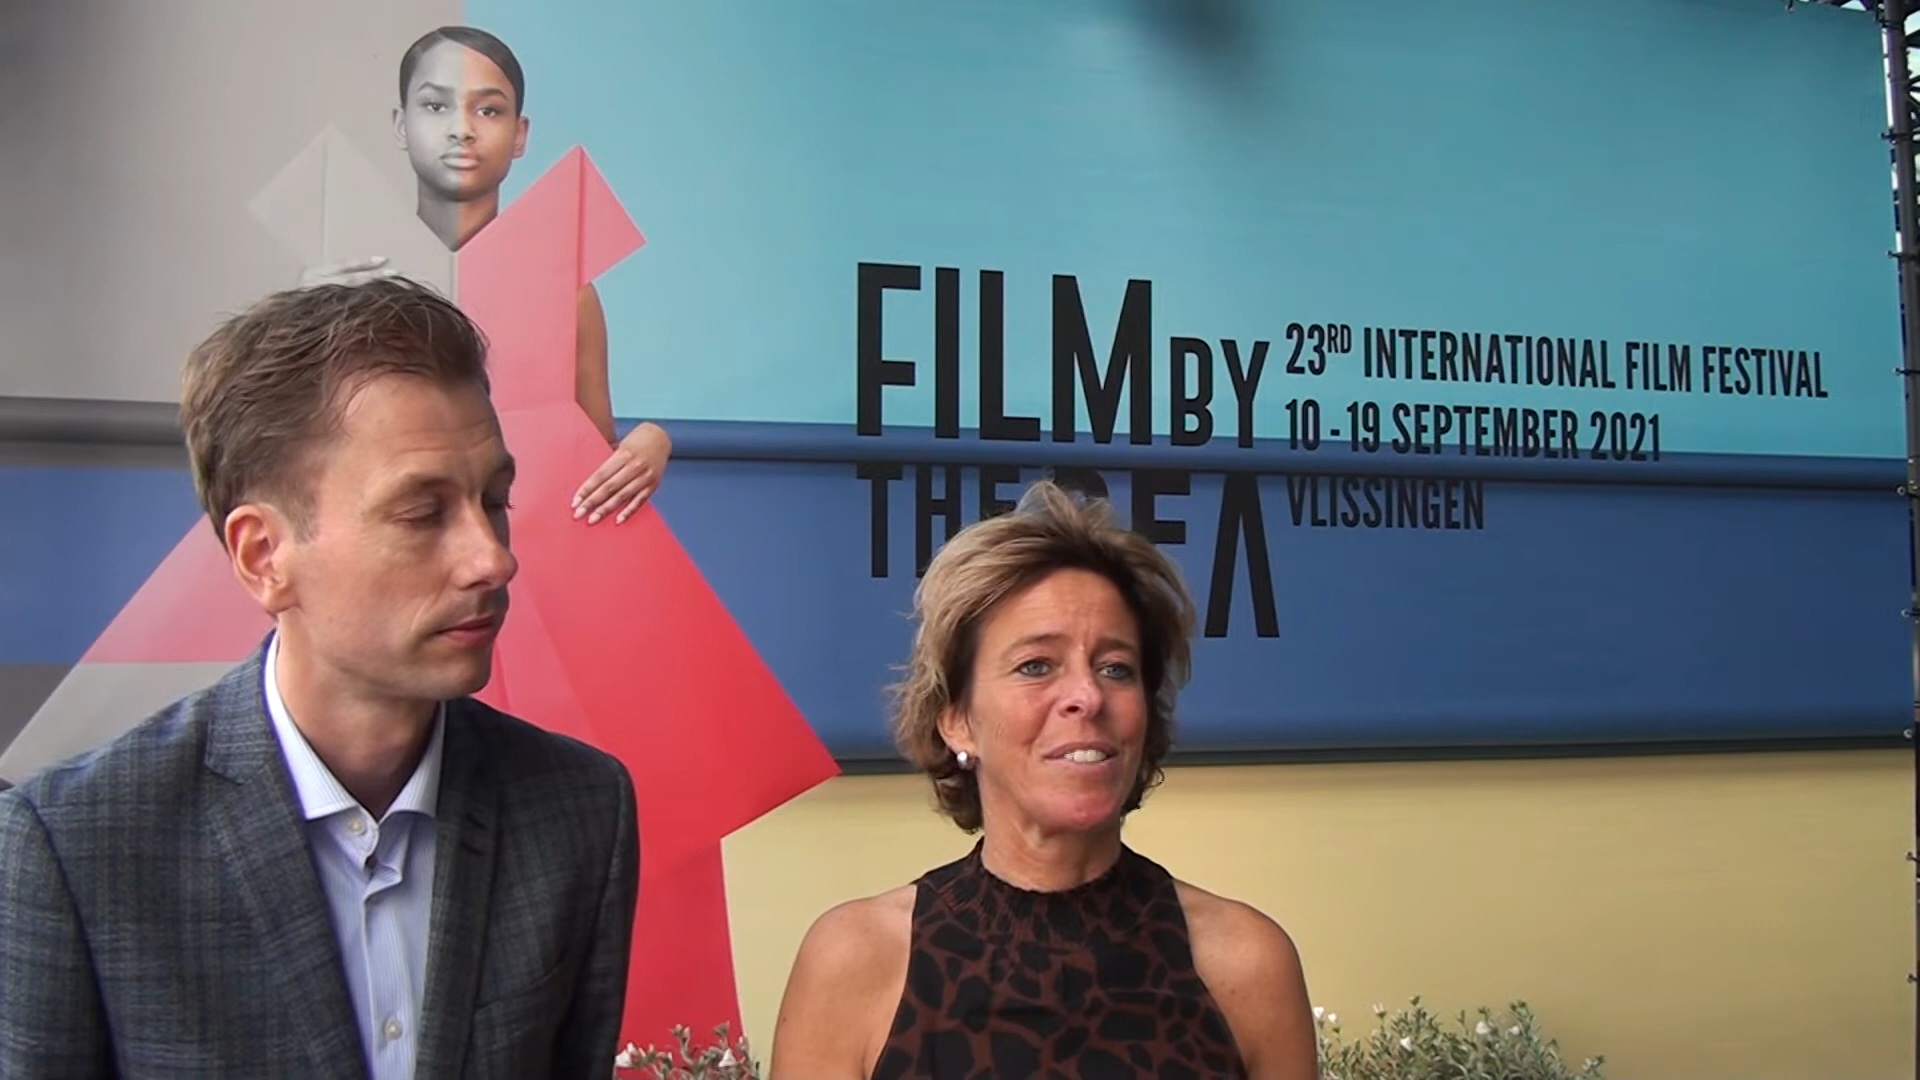 FILM BY
THE SEA
23RD INTERNATIONAL FILM FESTIVAL
10 - 19 SEPTEMBER 2021
VLISSINGEN